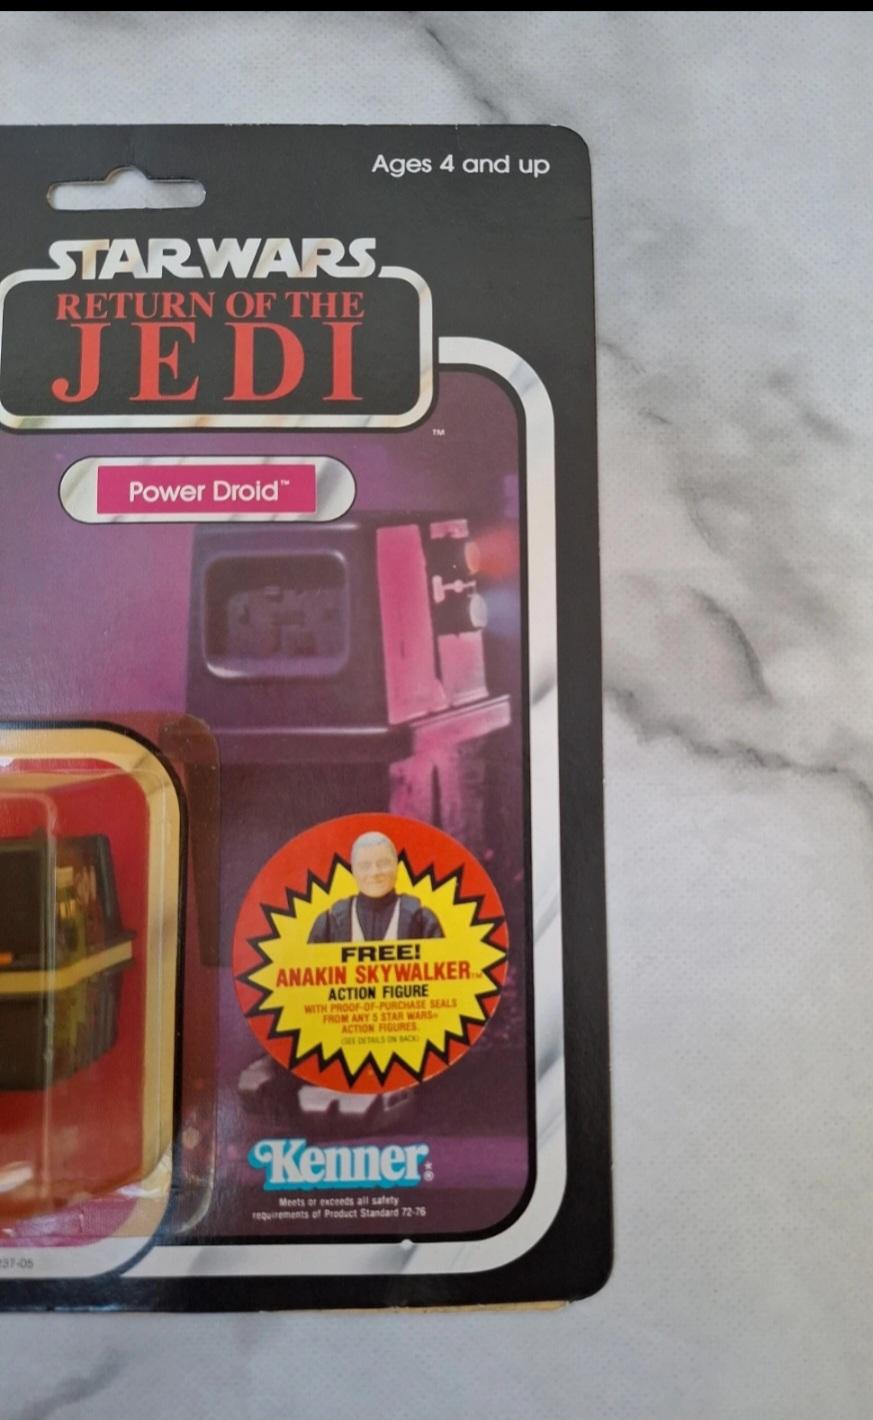 Ages 4 and up
STAR WARS
RETURN OF THE
JEDI
™
Power Droid™
FREE!
ANAKIN SKYWALKER™
ACTION FIGURE
WITH PROOF-OF-PURCHASE SEALS
FROM ANY 5 STAR WARS®
ACTION FIGURES.
(SEE DETAILS ON BACK)
Kenner®
Meets or exceeds all safety
requirements of Product Standard 72-76
237-05